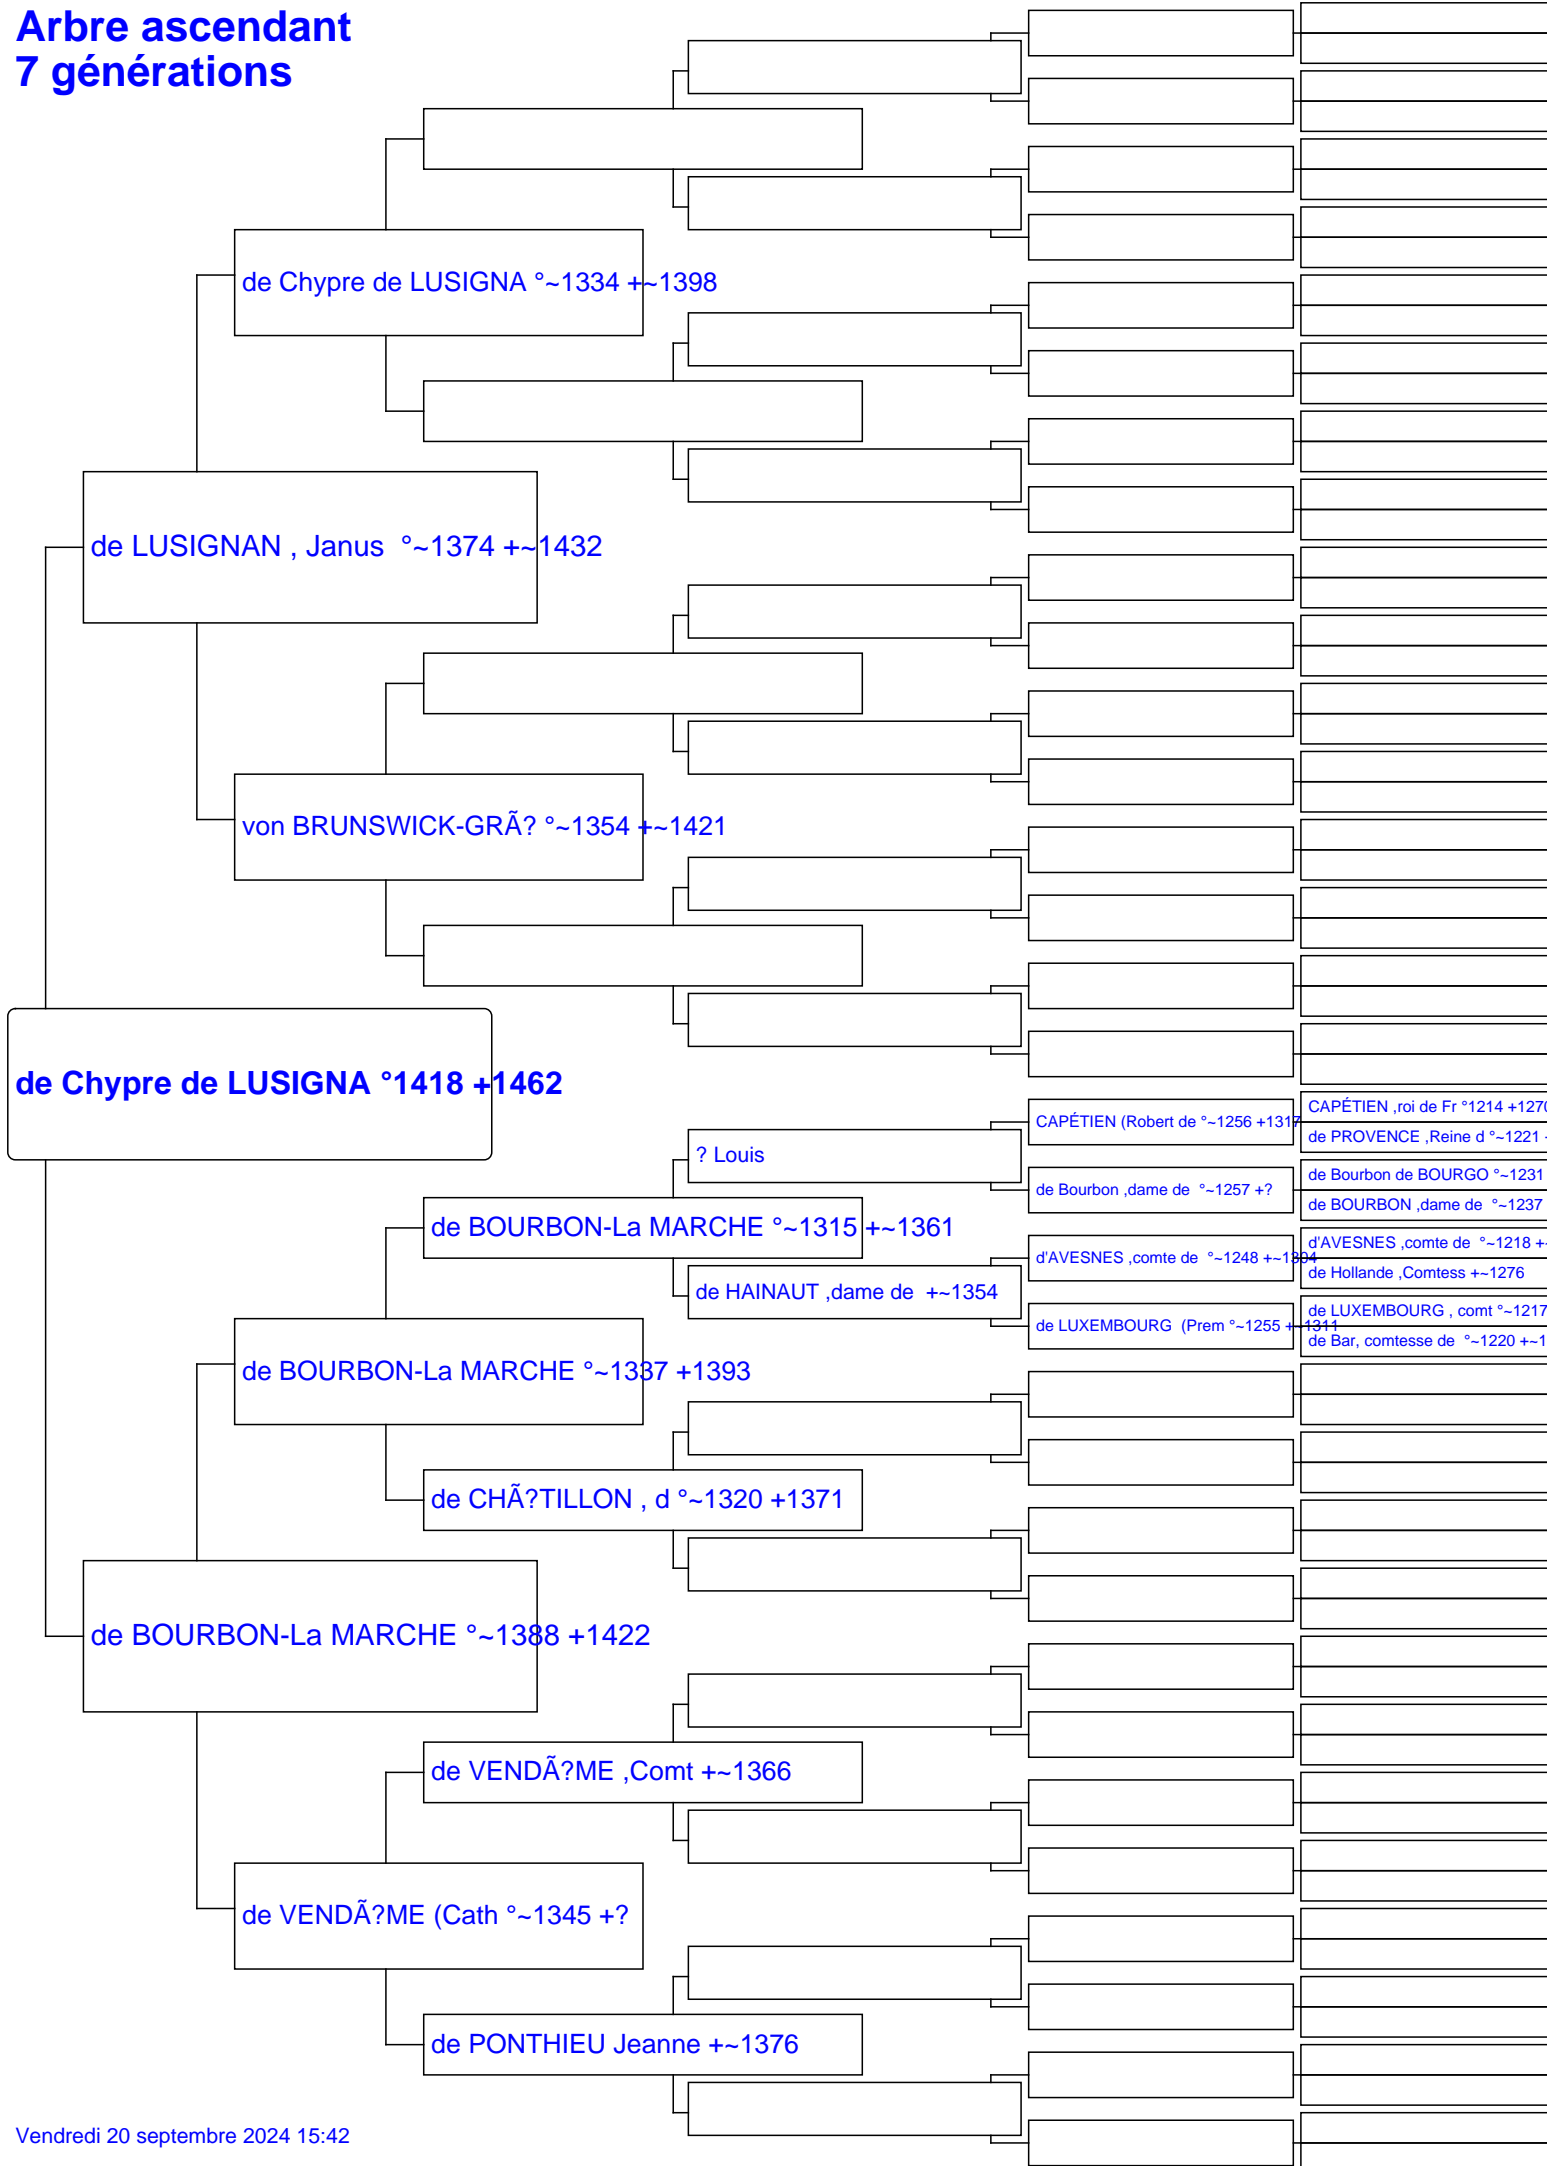 Arbre ascendant
7 générations
de Chypre de LUSIGNA °~1334 +~1398
de LUSIGNAN , Janus  °~1374 +~1432
von BRUNSWICK-GRÃ? °~1354 +~1421
de Chypre de LUSIGNA °1418 +1462
CAPÉTIEN (Robert de °~1256 +1317
CAPÉTIEN ,roi de Fr °1214 +1270
de PROVENCE ,Reine d °~1221
? Louis
de Bourbon ,dame de  °~1257 +?
de Bourbon de BOURGO °~1231
de BOURBON ,dame de  °~1237
de BOURBON-La MARCHE °~1315 +~1361
d'AVESNES ,comte de  °~1248 +~1304
d'AVESNES ,comte de  °~1218 +
de Hollande ,Comtess +~1276
de HAINAUT ,dame de  +~1354
de LUXEMBOURG  (Prem °~1255 +~1311
de LUXEMBOURG , comt °~1217
de Bar, comtesse de  °~1220 +~1
de BOURBON-La MARCHE °~1337 +1393
de CHÃ?TILLON , d °~1320 +1371
de BOURBON-La MARCHE °~1388 +1422
de VENDÃ?ME ,Comt +~1366
de VENDÃ?ME (Cath °~1345 +?
de PONTHIEU Jeanne +~1376
Vendredi 20 septembre 2024 15:42